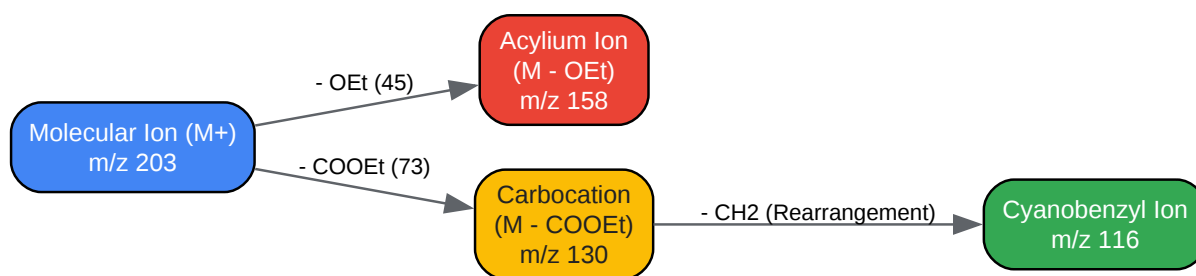 Molecular Ion (M+)
m/z 203
- OEt (45)
Acylium Ion
(M - OEt)
m/z 158
- COOEt (73)
Carbocation
(M - COOEt)
m/z 130
- CH2 (Rearrangement)
Cyanobenzyl Ion
m/z 116